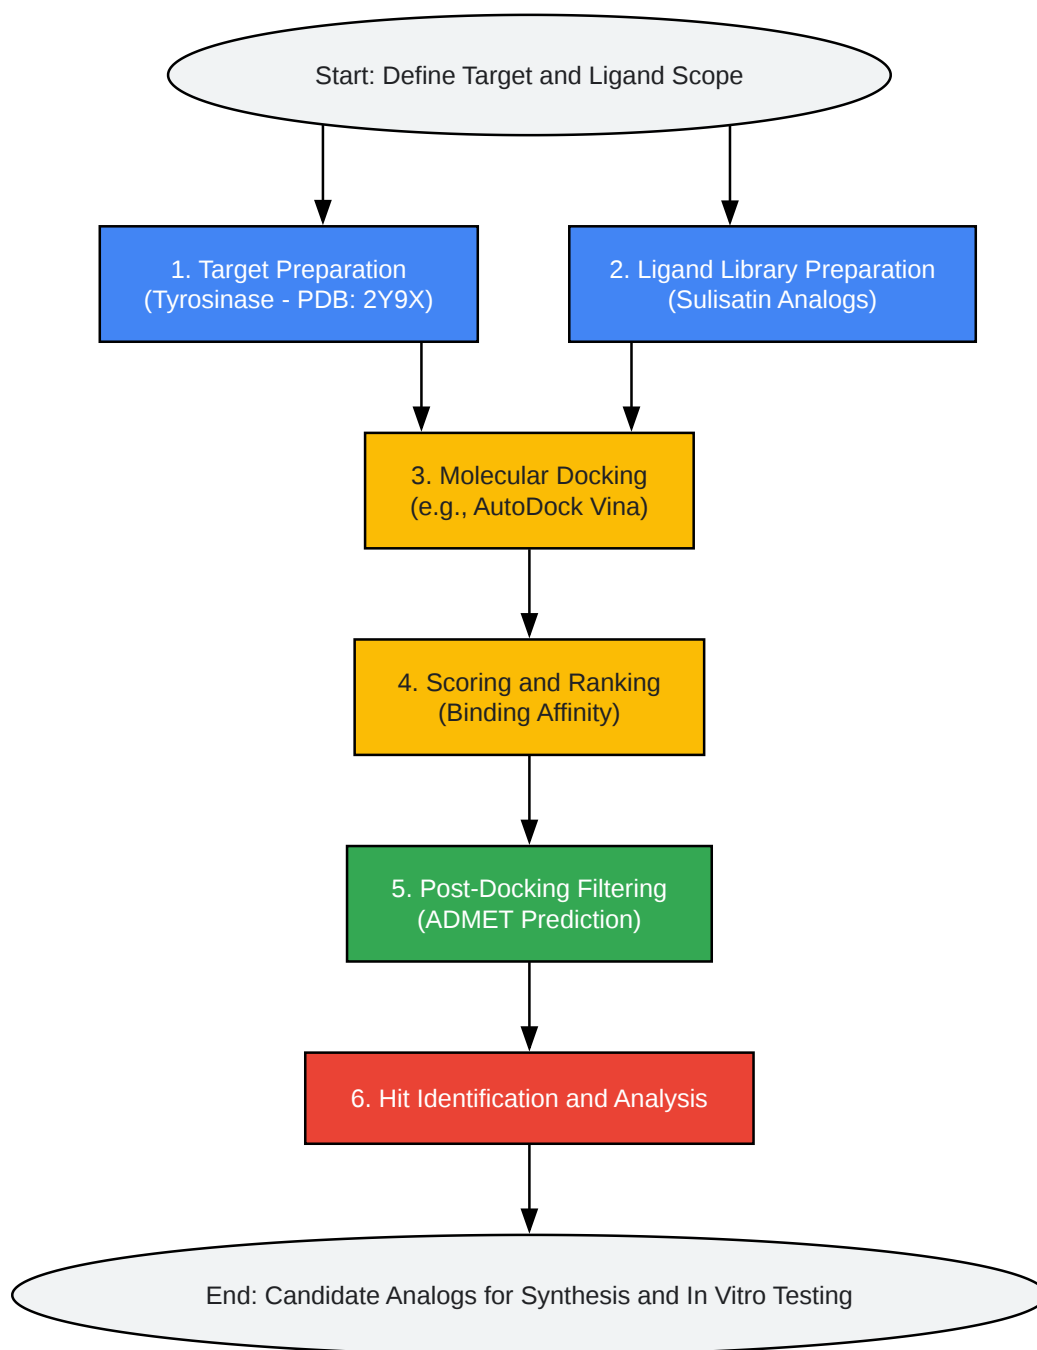 Start: Define Target and Ligand Scope
1. Target Preparation
(Tyrosinase - PDB: 2Y9X)
2. Ligand Library Preparation
(Sulisatin Analogs)
3. Molecular Docking
(e.g., AutoDock Vina)
4. Scoring and Ranking
(Binding Affinity)
5. Post-Docking Filtering
(ADMET Prediction)
6. Hit Identification and Analysis
End: Candidate Analogs for Synthesis and In Vitro Testing